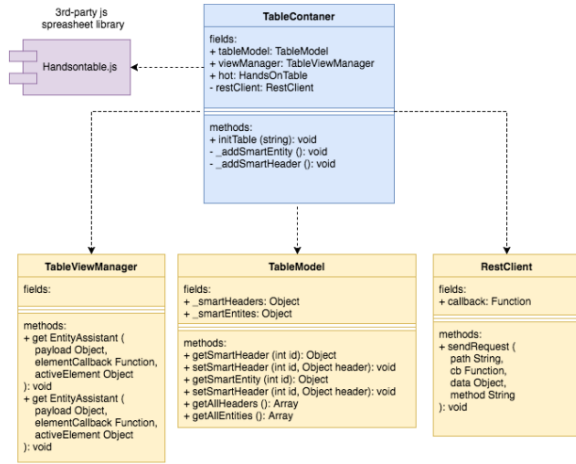 3rd-party js
spreasheet library
Handsontable.js
TableContaner
fields:
+ tableModel: TableModel
+ viewManager: TableViewManager
+ hot: HandsOnTable
- restClient: RestClient
methods:
+ initTable (string): void
- _addSmartEntity (): void
- _addSmartHeader (): void
TableViewManager
fields:
methods:
+ get EntityAssistant (
payload Object,
elementCallback Function,
activeElement Object
): void
+ get EntityAssistant (
payload Object,
elementCallback Function,
activeElement Object
): void
TableModel
fields:
+ _smartHeaders: Object
+ _smartEntites: Object
methods:
+ getSmartHeader (int id): Object
+ setSmartHeader (int id, Object header): void
+ getSmartEntity (int id): Object
+ setSmartHeader (int id, Object header): void
+ getAllHeaders (): Array
+ getAllEntities (): Array
RestClient
fields:
+ callback: Function
methods:
+ sendRequest (
path String,
cb Function,
data Object,
method String
): void